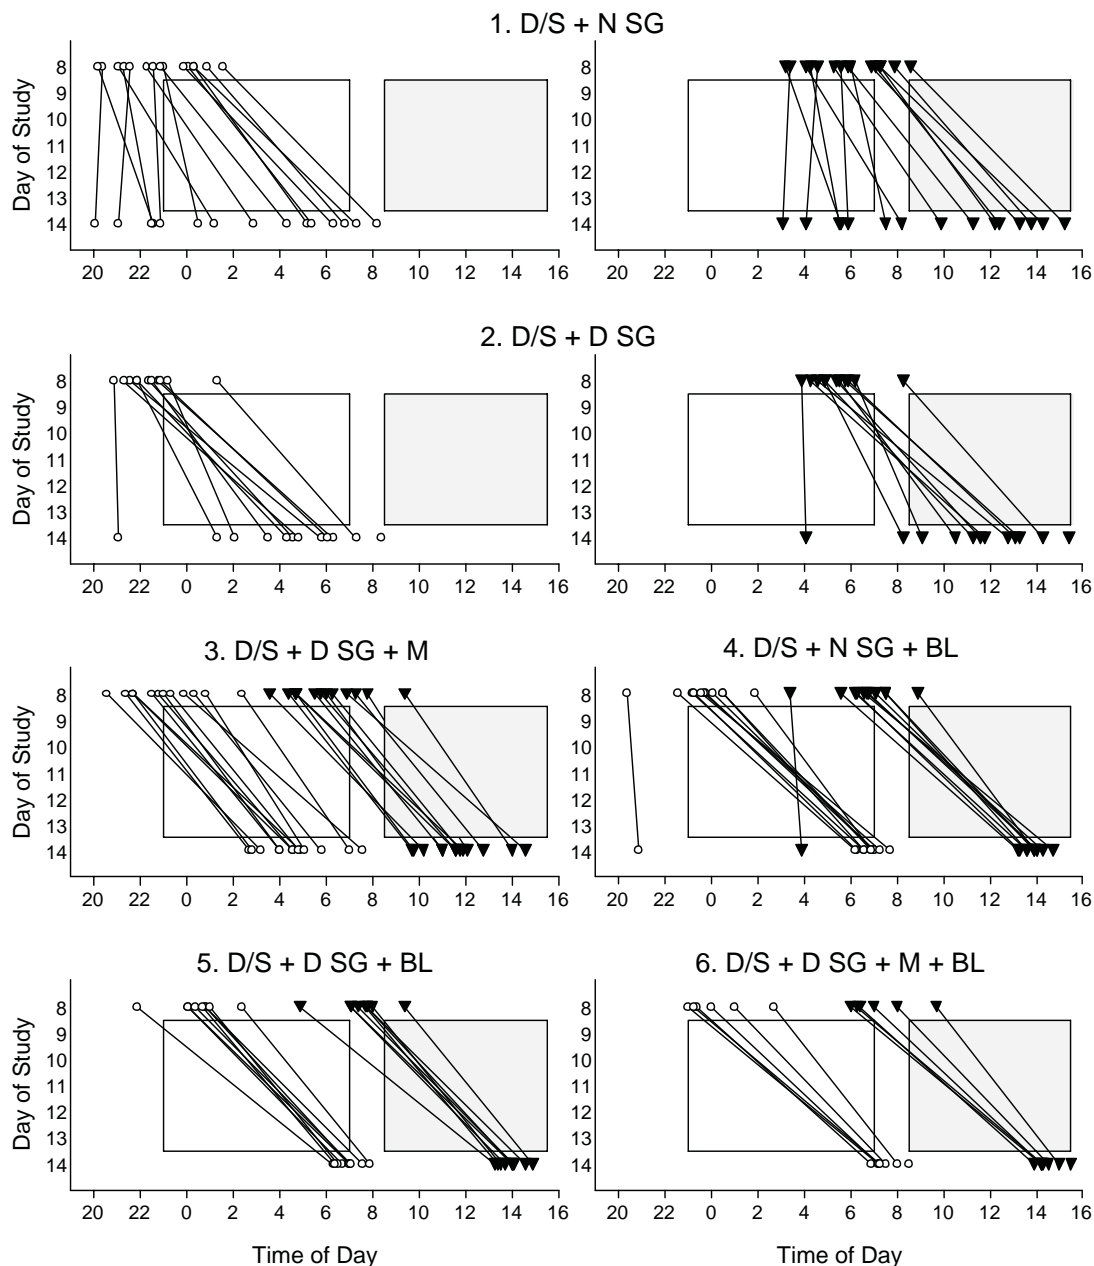 1. D/S + N SG
Day of Study
8
9
10
11
12
13
14
20 22 0 2 4 6 8 10 12 14 16
8
9
10
11
12
13
14
20 22 0 2 4 6 8 10 12 14 16
2. D/S + D SG
Day of Study
8
9
10
11
12
13
14
20 22 0 2 4 6 8 10 12 14 16
8
9
10
11
12
13
14
20 22 0 2 4 6 8 10 12 14 16
3. D/S + D SG + M
Day of Study
8
9
10
11
12
13
14
20 22 0 2 4 6 8 10 12 14 16
4. D/S + N SG + BL
8
9
10
11
12
13
14
20 22 0 2 4 6 8 10 12 14 16
5. D/S + D SG + BL
Day of Study
8
9
10
11
12
13
14
20 22 0 2 4 6 8 10 12 14 16
Time of Day
6. D/S + D SG + M + BL
8
9
10
11
12
13
14
20 22 0 2 4 6 8 10 12 14 16
Time of Day